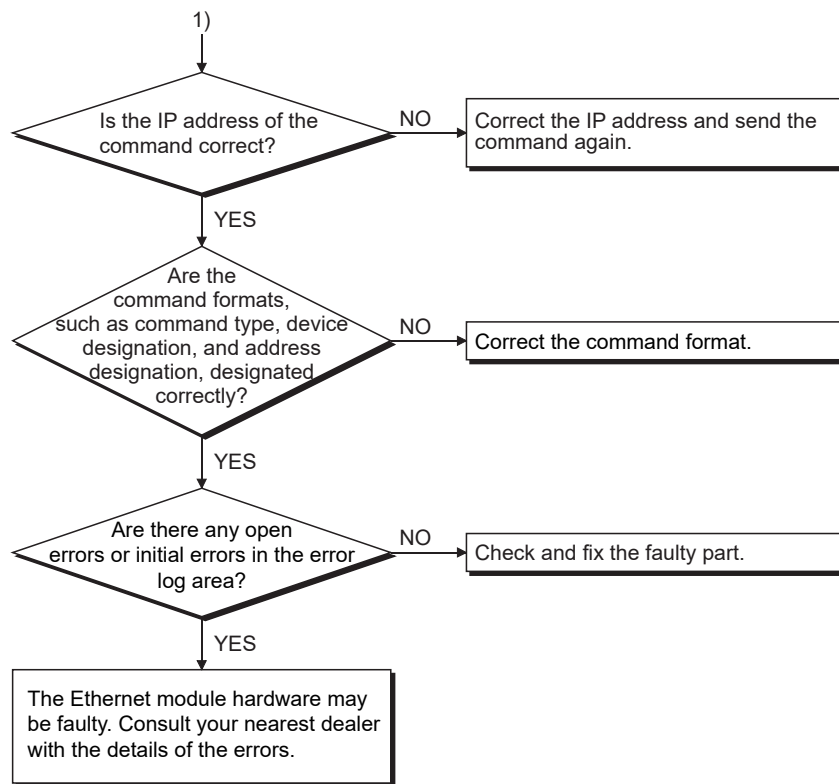 1)
Is the IP address of the
command correct?
NO
Correct the IP address and send the
command again.
YES
Are the
command formats,
such as command type, device
designation, and address
designation, designated
correctly?
NO
Correct the command format.
YES
Are there any open
errors or initial errors in the error
log area?
NO
Check and fix the faulty part.
YES
The Ethernet module hardware may
be faulty. Consult your nearest dealer
with the details of the errors.